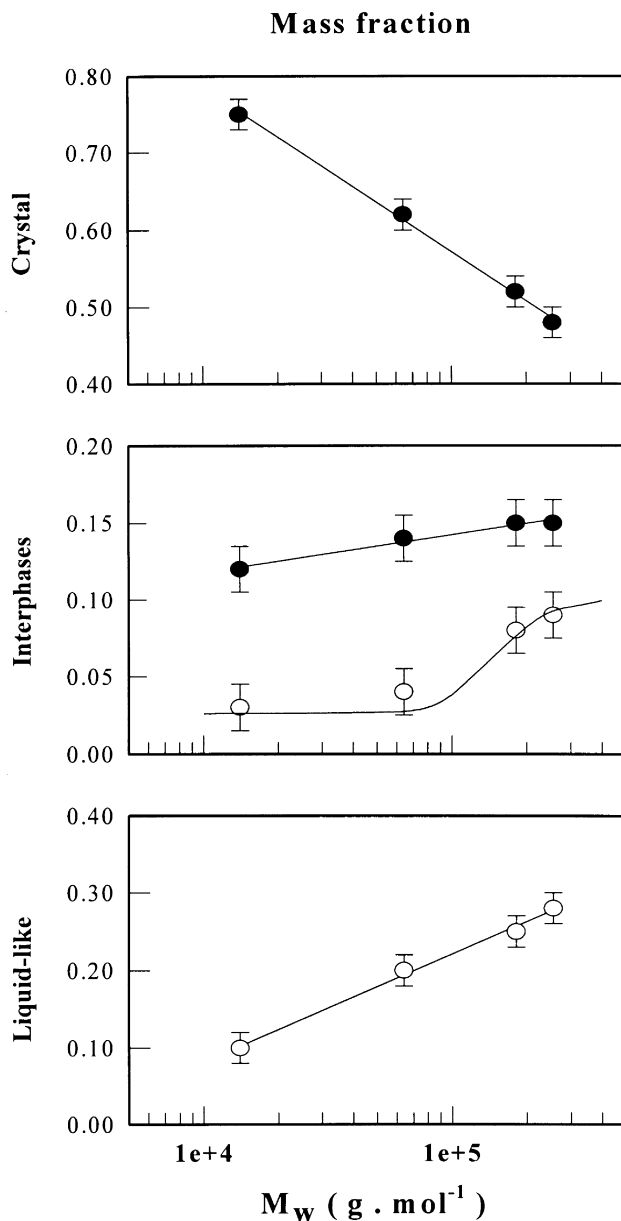 Mass fraction
0.80
0.70
0.60
0.50
0.40
Crystal
0.20
0.15
0.10
0.05
0.00
Interphases
0.40
0.30
0.20
0.10
0.00
Liquid-like
1e+4 1e+5
Mw ( g . mol⁻¹)